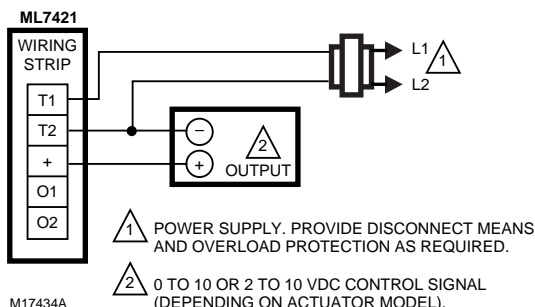 ML7421
WIRING
STRIP
T1
T2
+
O1
O2
L1
L2
1
−
+
2
OUTPUT
1 POWER SUPPLY. PROVIDE DISCONNECT MEANS
AND OVERLOAD PROTECTION AS REQUIRED.
2 0 TO 10 OR 2 TO 10 VDC CONTROL SIGNAL
(DEPENDING ON ACTUATOR MODEL).
M17434A